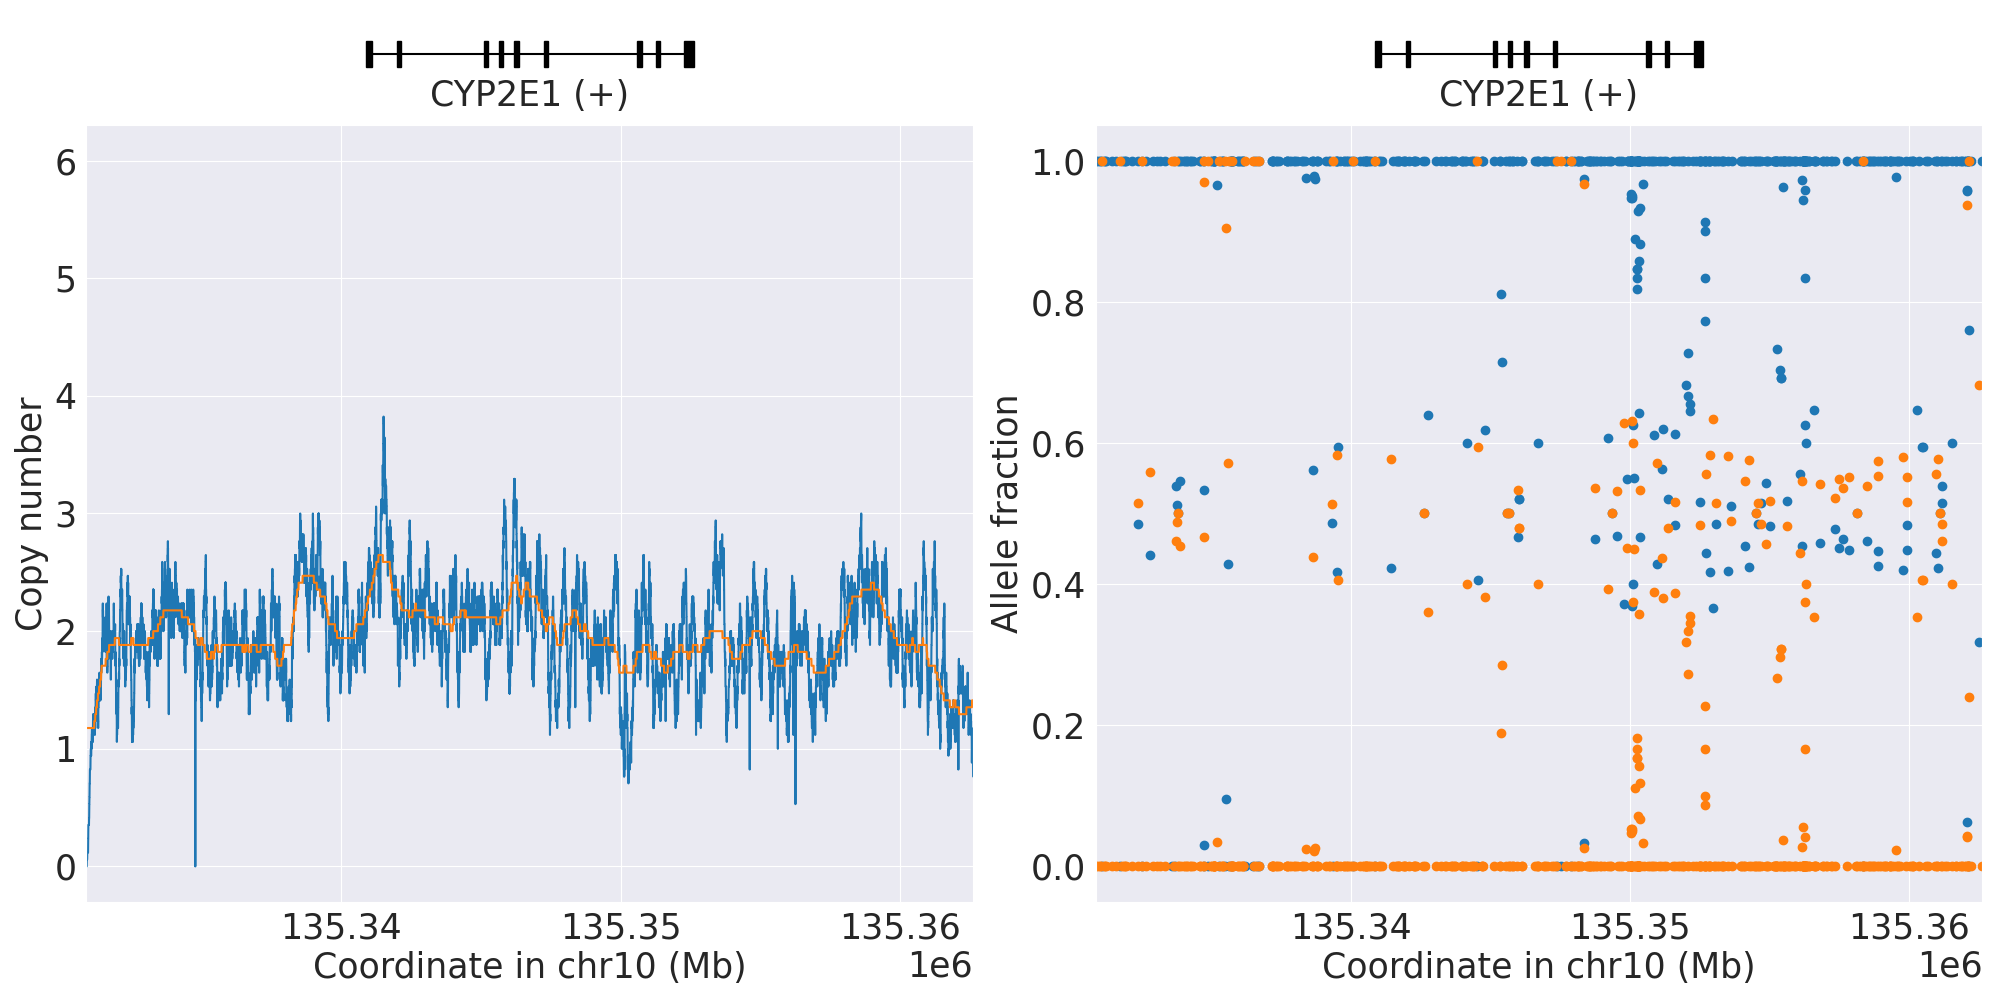 CYP2E1 (+)
6
5
4
3
2
1
0
Copy number
135.34 135.35 135.36
Coordinate in chr10 (Mb)
1e6
CYP2E1 (+)
1.0
0.8
0.6
0.4
0.2
0.0
Allele fraction
135.34 135.35 135.36
Coordinate in chr10 (Mb)
1e6